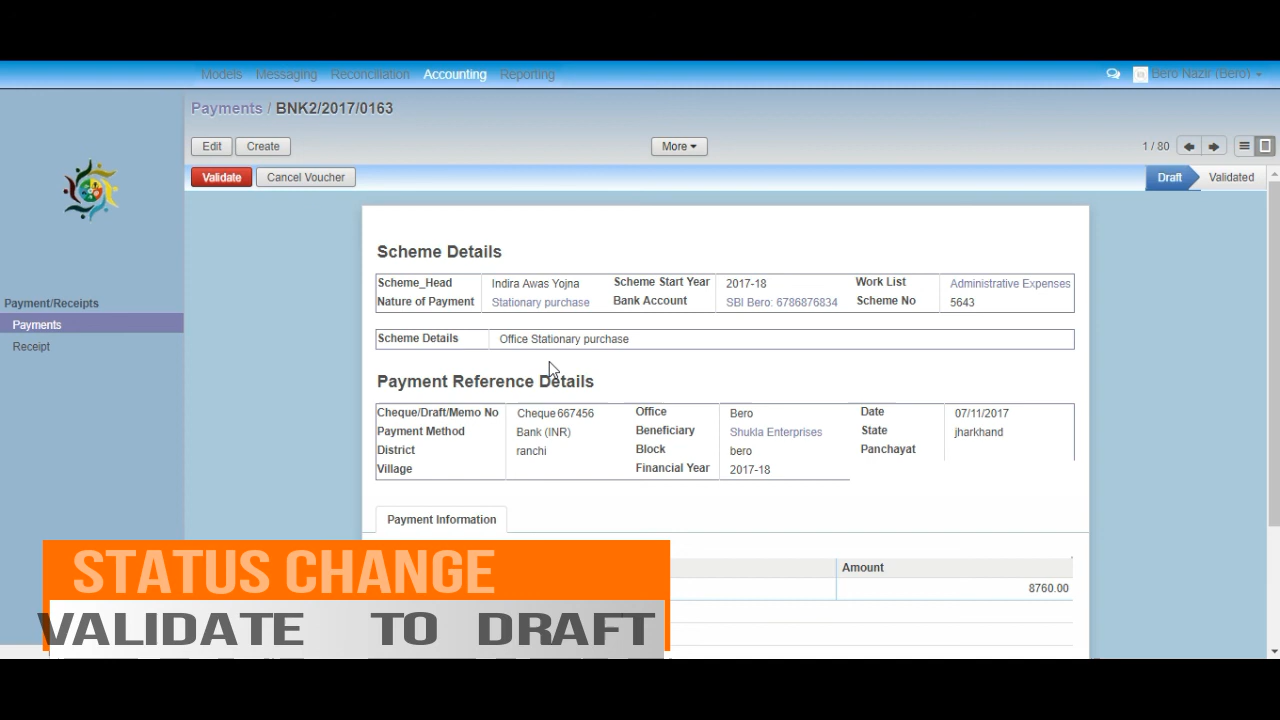 Models Messaging Reconciliation Accounting Reporting Bero Nazir (Bero)
Payments / BNK2/2017/0163
Edit Create More 1 / 80
Validate Cancel Voucher Draft Validated
Scheme Details
Scheme_Head Indira Awas Yojna Scheme Start Year 2017-18 Work List Administrative Expenses
Nature of Payment Stationary purchase Bank Account SBI Bero: 6786876834 Scheme No 5643
Payment/Receipts
Payments
Receipt
Scheme Details Office Stationary purchase
Payment Reference Details
Cheque/Draft/Memo No Cheque667456 Office Bero Date 07/11/2017
Payment Method Bank (INR) Beneficiary Shukla Enterprises State jharkhand
District ranchi Block bero Panchayat
Village Financial Year 2017-18
Payment Information
Amount
8760.00
STATUS CHANGE
VALIDATE TO DRAFT